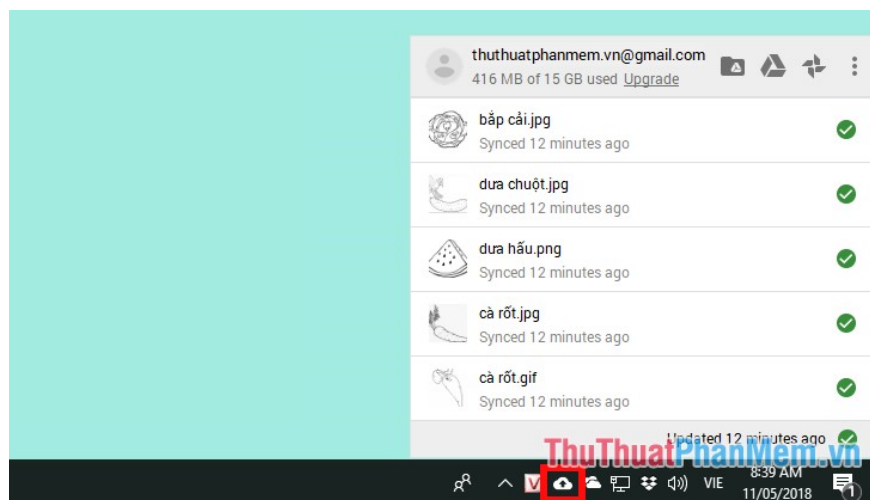 thuthuatphanmem.vn@gmail.com
416 MB of 15 GB used Upgrade
bắp cải.jpg
Synced 12 minutes ago
dưa chuột.jpg
Synced 12 minutes ago
dưa hấu.png
Synced 12 minutes ago
cà rốt.jpg
Synced 12 minutes ago
cà rốt.gif
Synced 12 minutes ago
Updated 12 minutes ago
ThuThuatPhanMem.vn
V
VIE
8:39 AM
11/05/2018
1